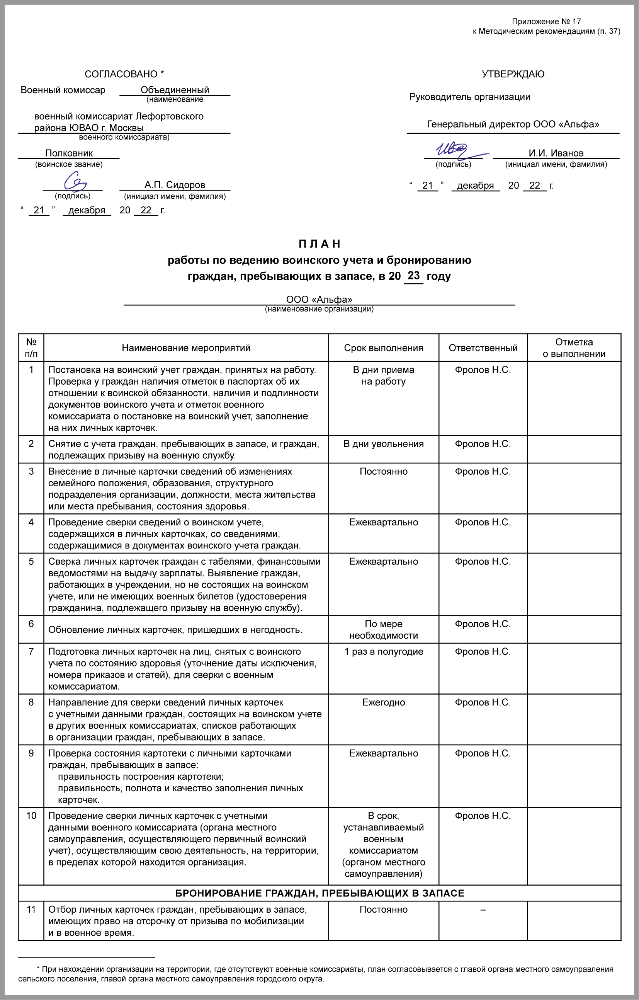 Приложение № 17
к Методическим рекомендациям (п. 37)
СОГЛАСОВАНО *
Военный комиссар Объединенный
(наименование
военный комиссариат Лефортовского
района ЮВАО г. Москвы
военного комиссариата)
Полковник
(воинское звание)
А.П. Сидоров
(подпись) (инициал имени, фамилия)
“ 21 ” декабря 20 22 г.
УТВЕРЖДАЮ
Руководитель организации
Генеральный директор ООО «Альфа»
И.И. Иванов
(подпись) (инициал имени, фамилия)
“ 21 ” декабря 20 22 г.
П Л А Н
работы по ведению воинского учета и бронированию
граждан, пребывающих в запасе, в 20 23 году
ООО «Альфа»
(наименование организации)
№
п/п
Наименование мероприятий
Срок выполнения
Ответственный
Отметка
о выполнении
1
Постановка на воинский учет граждан, принятых на работу.
Проверка у граждан наличия отметок в паспортах об их
отношении к воинской обязанности, наличия и подлинности
документов воинского учета и отметок военного
комиссариата о постановке на воинский учет, заполнение
на них личных карточек.
В дни приема
на работу
Фролов Н.С.
2
Снятие с учета граждан, пребывающих в запасе, и граждан,
подлежащих призыву на военную службу.
В дни увольнения
Фролов Н.С.
3
Внесение в личные карточки сведений об изменениях
семейного положения, образования, структурного
подразделения организации, должности, места жительства
или места пребывания, состояния здоровья.
Постоянно
Фролов Н.С.
4
Проведение сверки сведений о воинском учете,
содержащихся в личных карточках, со сведениями,
содержащимися в документах воинского учета граждан.
Ежеквартально
Фролов Н.С.
5
Сверка личных карточек граждан с табелями, финансовыми
ведомостями на выдачу зарплаты. Выявление граждан,
работающих в учреждении, но не состоящих на воинском
учете, или не имеющих военных билетов (удостоверения
гражданина, подлежащего призыву на военную службу).
Ежеквартально
Фролов Н.С.
6
Обновление личных карточек, пришедших в негодность.
По мере
необходимости
Фролов Н.С.
7
Подготовка личных карточек на лиц, снятых с воинского
учета по состоянию здоровья (уточнение даты исключения,
номера приказов и статей), для сверки с военным
комиссариатом.
1 раз в полугодие
Фролов Н.С.
8
Направление для сверки сведений личных карточек
с учетными данными граждан, состоящих на воинском учете
в других военных комиссариатах, списков работающих
в организации граждан, пребывающих в запасе.
Ежегодно
Фролов Н.С.
9
Проверка состояния картотеки с личными карточками
граждан, пребывающих в запасе:
правильность построения картотеки;
правильность, полнота и качество заполнения личных
карточек.
Ежеквартально
Фролов Н.С.
10
Проведение сверки личных карточек с учетными
данными военного комиссариата (органа местного
самоуправления, осуществляющего первичный воинский
учет), осуществляющим свою деятельность, на территории,
в пределах которой находится организация.
В срок,
устанавливаемый
военным
комиссариатом
(органом местного
самоуправления)
Фролов Н.С.
БРОНИРОВАНИЕ ГРАЖДАН, ПРЕБЫВАЮЩИХ В ЗАПАСЕ
11
Отбор личных карточек граждан, пребывающих в запасе,
имеющих право на отсрочку от призыва по мобилизации
и в военное время.
Постоянно
–
* При нахождении организации на территории, где отсутствуют военные комиссариаты, план согласовывается с главой органа местного самоуправления
сельского поселения, главой органа местного самоуправления городского округа.